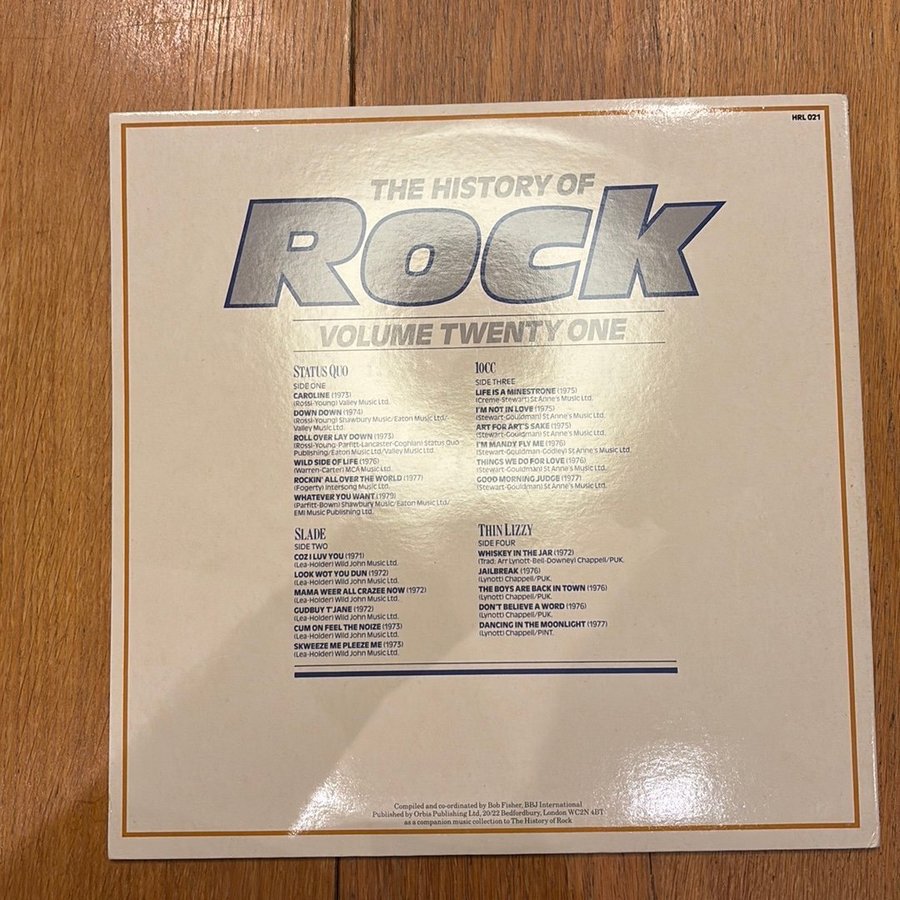 HRL 021
THE HISTORY OF
ROCK
VOLUME TWENTY ONE
STATUS QUO
SIDE ONE
CAROLINE (1973)
(Rossi-Young) Valley Music Ltd.
DOWN DOWN (1974)
(Rossi-Young) Shawbury Music/Eaton Music Ltd/
Valley Music Ltd.
ROLL OVER LAY DOWN (1973)
(Rossi-Young-Parfitt-Lancaster-Coghlan) Status Quo
Publishing/Eaton Music Ltd/Valley Music Ltd.
WILD SIDE OF LIFE (1976)
(Warren-Carter) MCA Music Ltd.
ROCKIN' ALL OVER THE WORLD (1977)
(Fogerty) Intersong Music Ltd.
WHATEVER YOU WANT (1979)
(Parfitt-Bown) Shawbury Music/Eaton Music Ltd/
EMI Music Publishing Ltd.
SLADE
SIDE TWO
COZ I LUV YOU (1971)
(Lea-Holder) Wild John Music Ltd.
LOOK WOT YOU DUN (1972)
(Lea-Holder) Wild John Music Ltd.
MAMA WEER ALL CRAZEE NOW (1972)
(Lea-Holder) Wild John Music Ltd.
GUDBUY T'JANE (1972)
(Lea-Holder) Wild John Music Ltd.
CUM ON FEEL THE NOIZE (1973)
(Lea-Holder) Wild John Music Ltd.
SKWEEZE ME PLEEZE ME (1973)
(Lea-Holder) Wild John Music Ltd.
10CC
SIDE THREE
LIFE IS A MINESTRONE (1975)
(Creme-Stewart) St Anne's Music Ltd.
I'M NOT IN LOVE (1975)
(Stewart-Gouldman) St Anne's Music Ltd.
ART FOR ART'S SAKE (1975)
(Stewart-Gouldman) St Anne's Music Ltd.
I'M MANDY FLY ME (1976)
(Stewart-Gouldman-Godley) St Anne's Music Ltd.
THINGS WE DO FOR LOVE (1976)
(Stewart-Gouldman) St Anne's Music Ltd.
GOOD MORNING JUDGE (1977)
(Stewart-Gouldman) St Anne's Music Ltd.
THIN LIZZY
SIDE FOUR
WHISKEY IN THE JAR (1972)
(Trad: Arr Lynott-Bell-Downey) Chappell/PUK.
JAILBREAK (1976)
(Lynott) Chappell/PUK.
THE BOYS ARE BACK IN TOWN (1976)
(Lynott) Chappell/PUK.
DON'T BELIEVE A WORD (1976)
(Lynott) Chappell/PUK.
DANCING IN THE MOONLIGHT (1977)
(Lynott) Chappell/PINT.
Compiled and co-ordinated by Bob Fisher, BBJ International
Published by Orbis Publishing Ltd, 20/22 Bedfordbury, London WC2N 4BT
as a companion music collection to The History of Rock